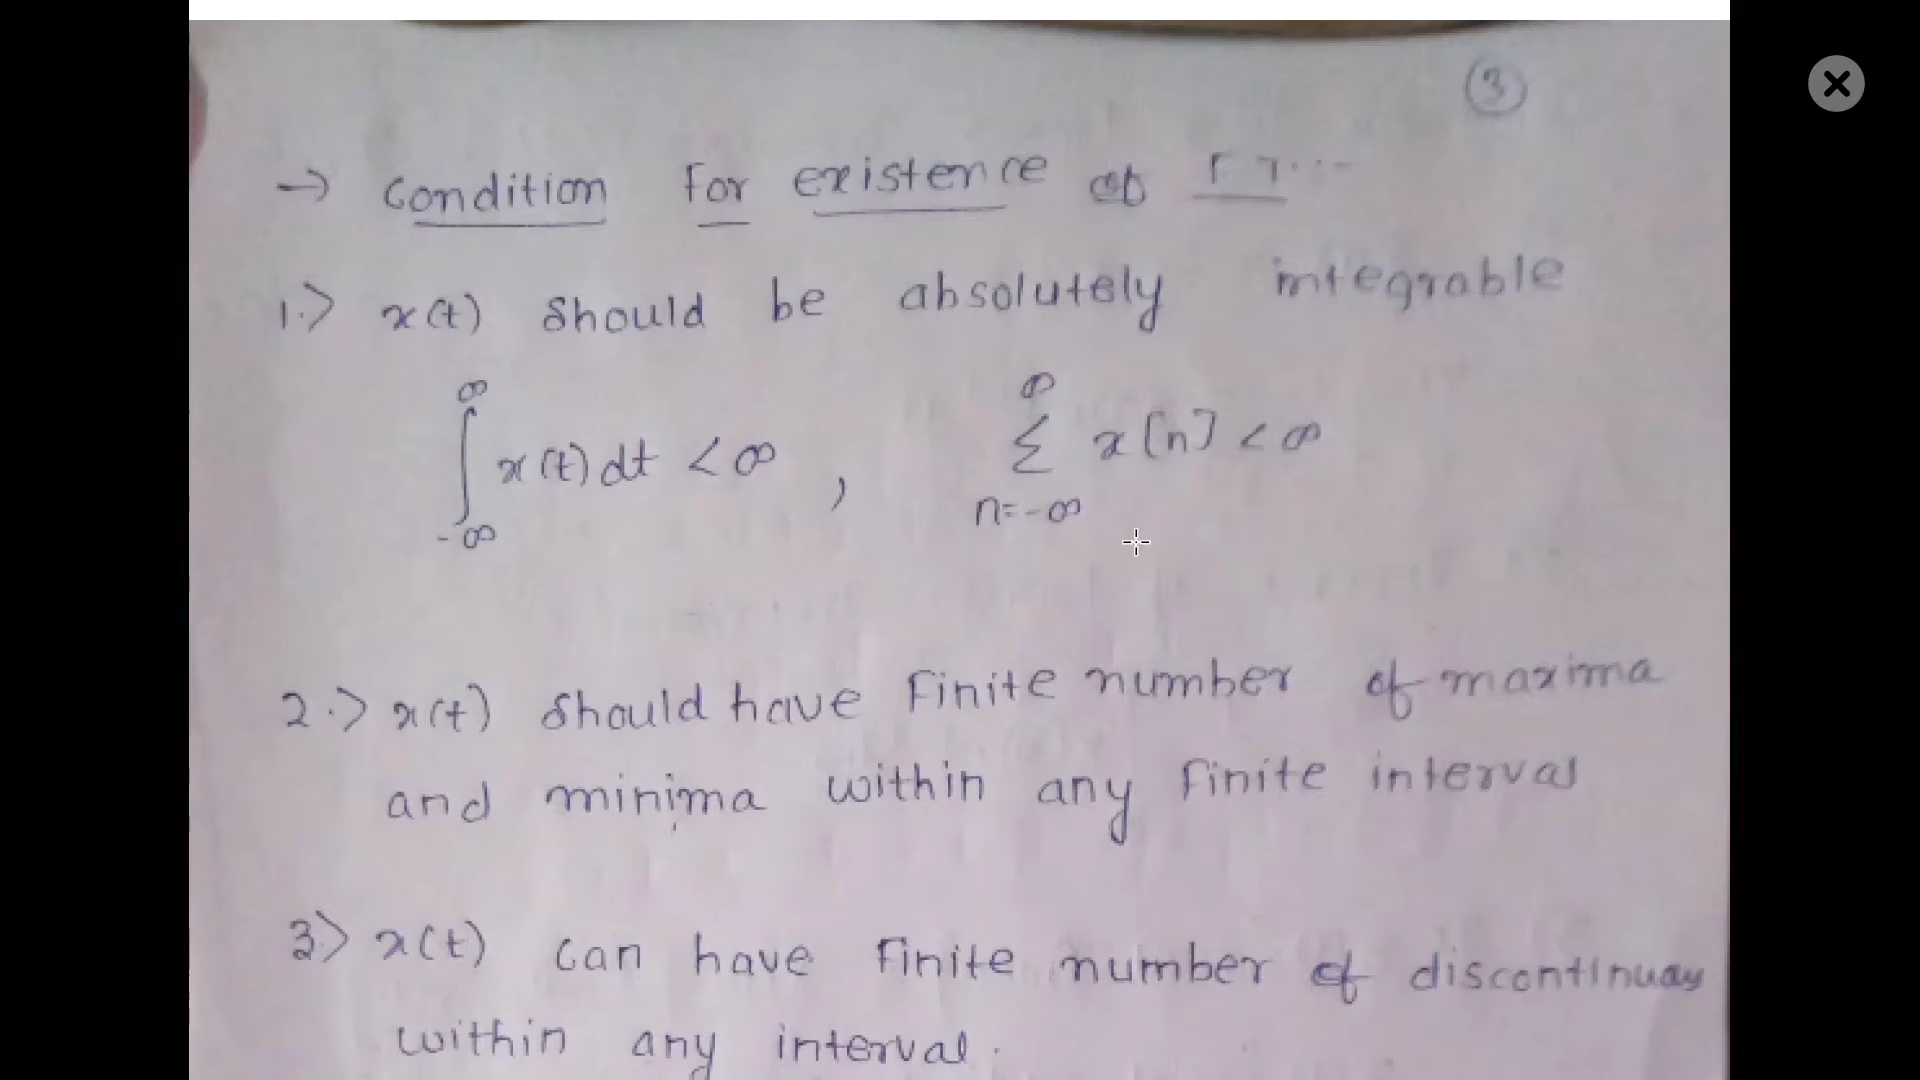 3
→ Condition For existence of
1.> x(t) should be absolutely integrable
∫_{-∞}^{∞} x(t) dt < ∞ , ∑_{n=-∞}^{∞} x[n] < ∞
2.> x(t) should have Finite number of maxima
and minima within any Finite interval
3.> x(t) can have Finite number of discontinuay
within any interval.